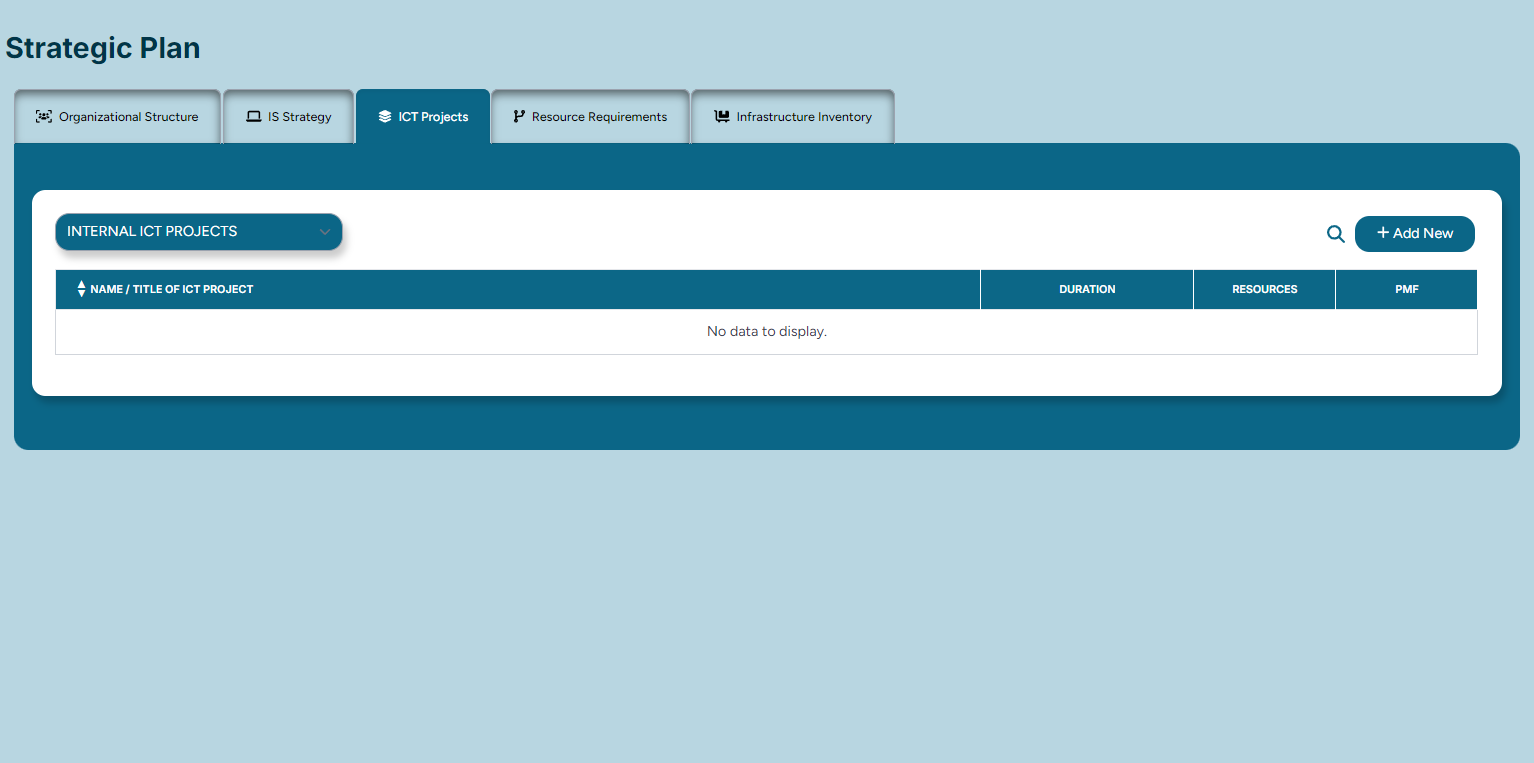 Strategic Plan
Organizational Structure
IS Strategy
ICT Projects
Resource Requirements
Infrastructure Inventory
INTERNAL ICT PROJECTS
+ Add New
NAME / TITLE OF ICT PROJECT
DURATION
RESOURCES
PMF
No data to display.